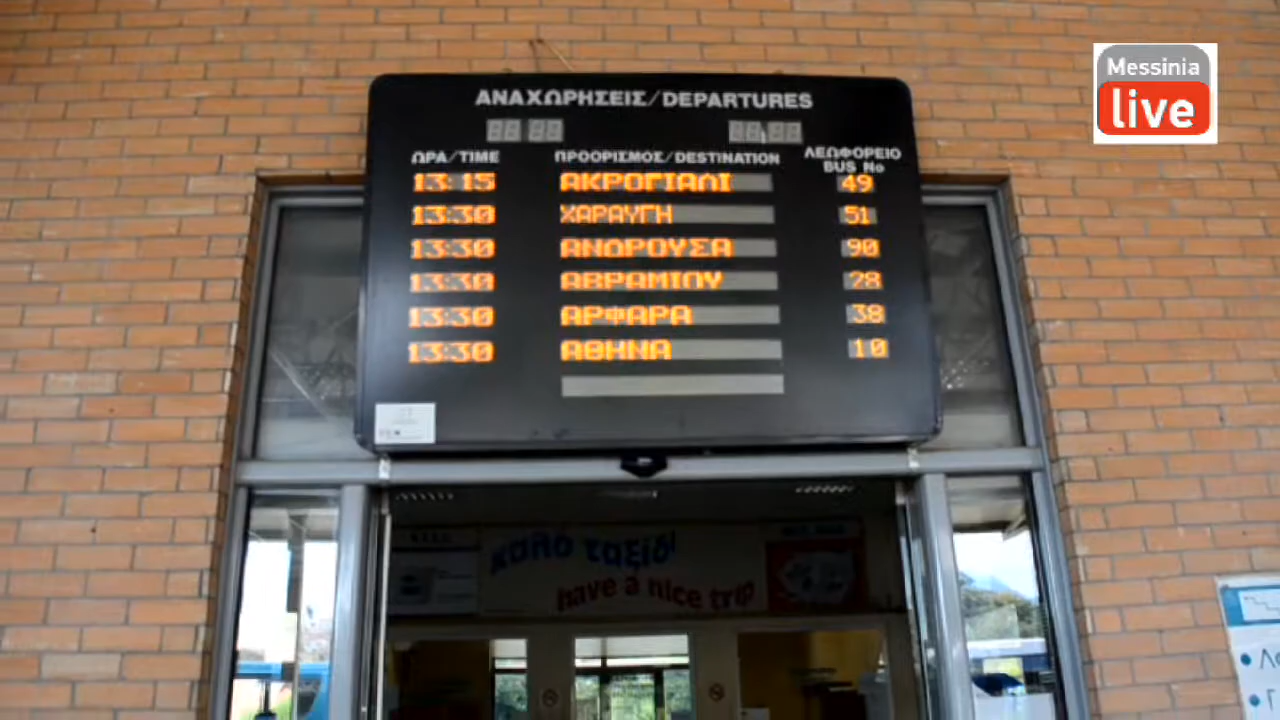 Messinia
live
ΑΝΑΧΩΡΗΣΕΙΣ/DEPARTURES
ΩΡΑ/TIME ΠΡΟΟΡΙΣΜΟΣ/DESTINATION ΛΕΩΦΟΡΕΙΟ BUS No
13:15 ΑΚΡΟΓΙΑΛΙ 49
13:30 ΧΑΡΑΥΓΗ 51
13:30 ΑΝΔΡΟΥΣΑ 90
13:30 ΑΒΡΑΜΙΟΥ 28
13:30 ΑΡΦΑΡΑ 38
13:30 ΑΘΗΝΑ 10
καλο ταξίδι
have a nice trip